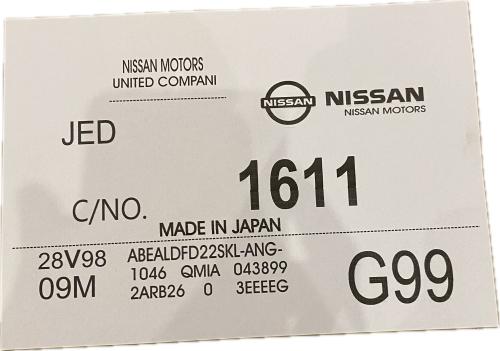 NISSAN MOTORS
UNITED COMPANI
NISSAN NISSAN
NISSAN MOTORS
JED
1611
C/NO.
MADE IN JAPAN
28V98 ABEALDFD22SKL-ANG-
1046 QMIA 043899
09M 2ARB26 0 3EEEEG
G99